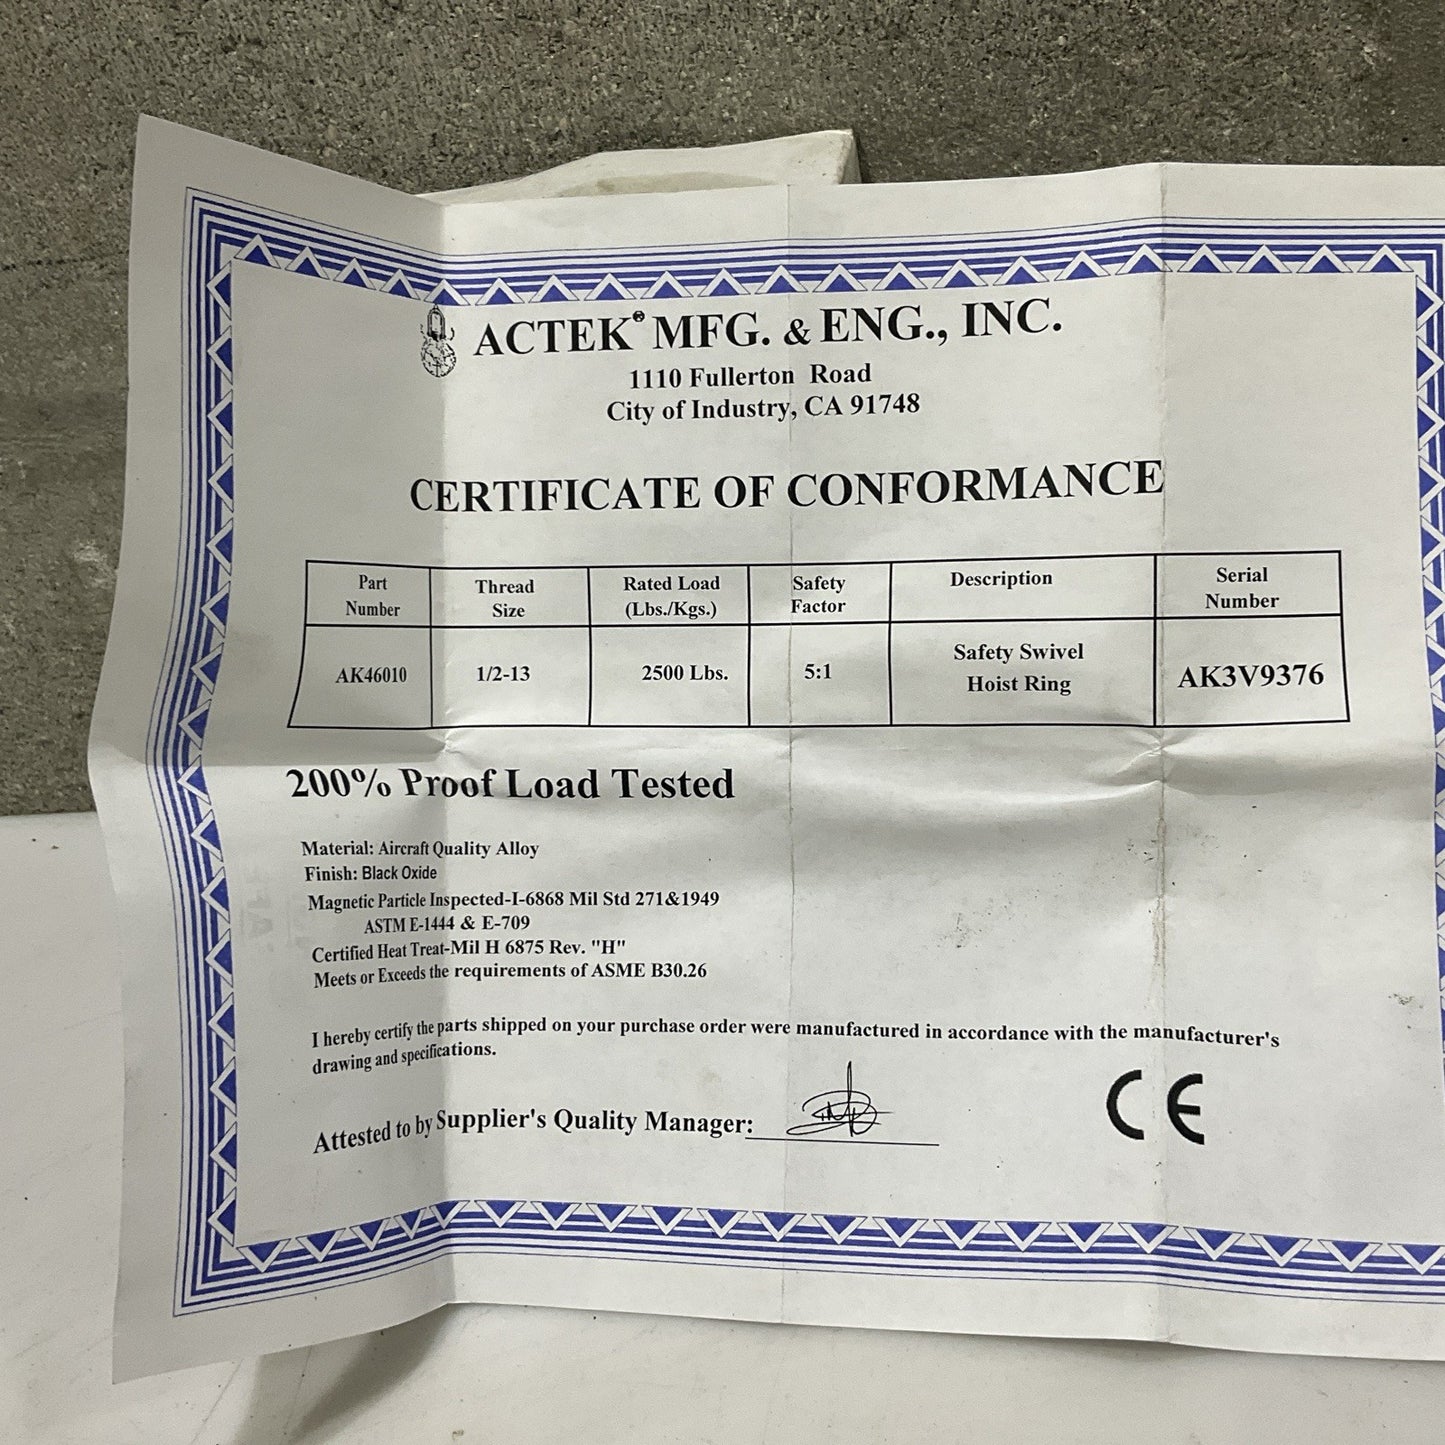 ACTEK® MFG. & ENG., INC.
1110 Fullerton Road
City of Industry, CA 91748
CERTIFICATE OF CONFORMANCE
Part Number
Thread Size
Rated Load (Lbs./Kgs.)
Safety Factor
Description
Serial Number
AK46010
1/2-13
2500 Lbs.
5:1
Safety Swivel Hoist Ring
AK3V9376
200% Proof Load Tested
Material: Aircraft Quality Alloy
Finish: Black Oxide
Magnetic Particle Inspected-I-6868 Mil Std 271&1949
ASTM E-1444 & E-709
Certified Heat Treat-Mil H 6875 Rev. "H"
Meets or Exceeds the requirements of ASME B30.26
I hereby certify the parts shipped on your purchase order were manufactured in accordance with the manufacturer's
drawing and specifications.
Attested to by Supplier's Quality Manager:
CE